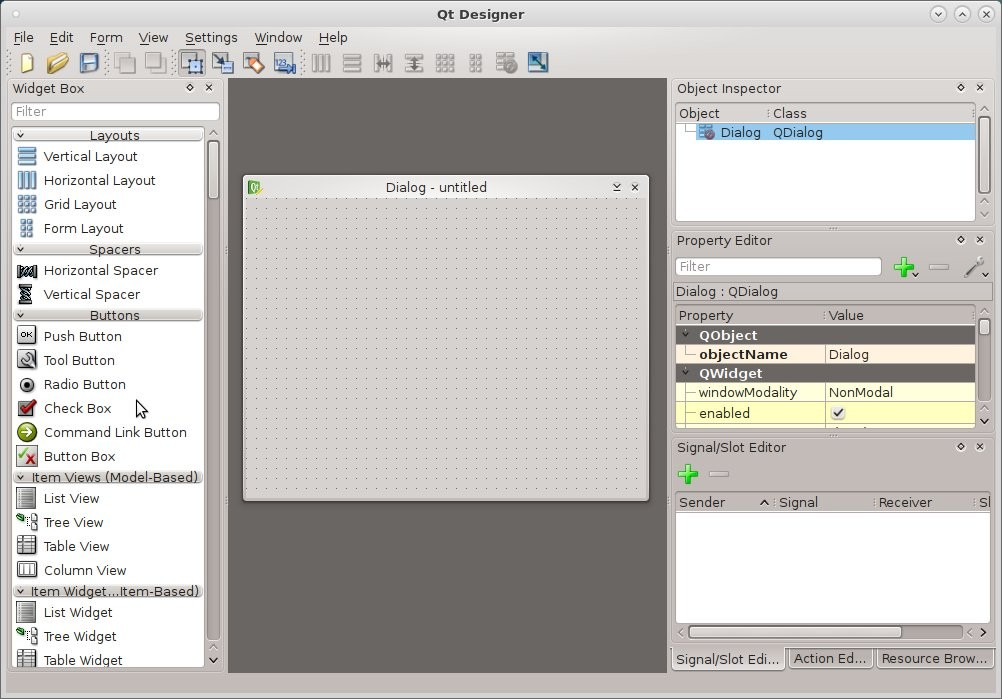 Qt Designer
File Edit Form View Settings Window Help
Widget Box
Filter
Layouts
Vertical Layout
Horizontal Layout
Grid Layout
Form Layout
Spacers
Horizontal Spacer
Vertical Spacer
Buttons
OK Push Button
Tool Button
Radio Button
Check Box
Command Link Button
Button Box
Item Views (Model-Based)
List View
Tree View
Table View
Column View
Item Widget...Item-Based)
List Widget
Tree Widget
Table Widget
Dialog - untitled
Object Inspector
Object Class
Dialog QDialog
Property Editor
Filter
Dialog : QDialog
Property Value
QObject
objectName Dialog
QWidget
windowModality NonModal
enabled
Signal/Slot Editor
Sender Signal Receiver Sl
Signal/Slot Edi... Action Ed... Resource Brow...